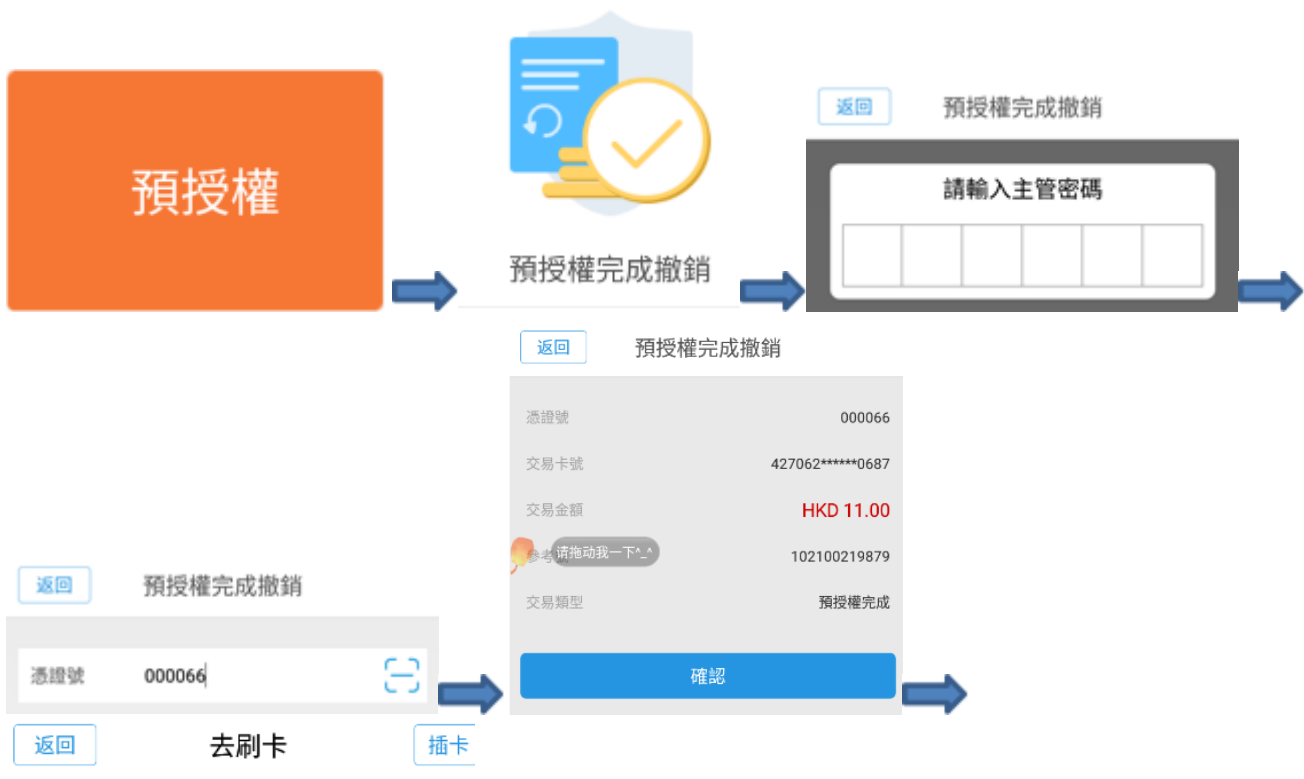 預授權
預授權完成撤銷
返回 預授權完成撤銷
請輸入主管密碼
返回 預授權完成撤銷
憑證號 000066
返回 預授權完成撤銷
憑證號 000066
交易卡號 427062******0687
交易金額 HKD 11.00
參考 请拖动我一下^_^ 102100219879
交易類型 預授權完成
確認
返回 去刷卡 插卡